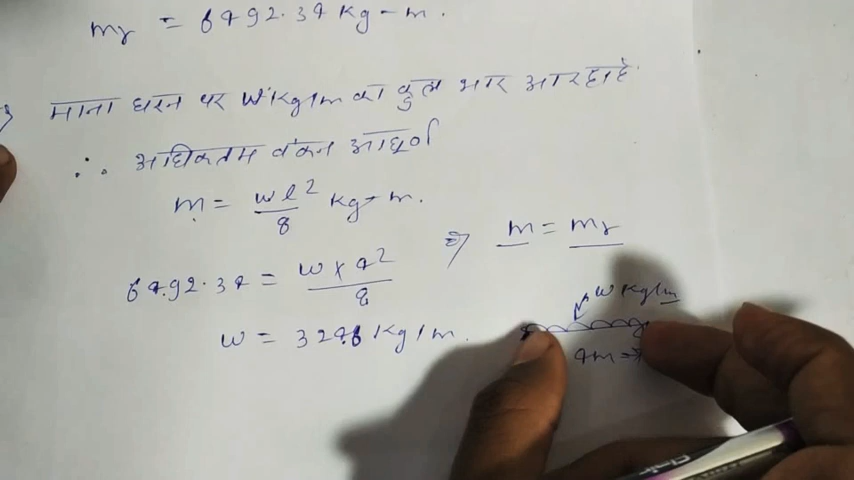 mr = 6492.34 kg-m.
माना धरन पर w kg/m का कुल भार आ रहा है
∴ अधिकतम बंकन आघूर्ण
m = wl²/8 kg-m.
⇒ m = mr
6492.34 = w×4²/8
w kg/m
w = 3246 kg/m.
4m